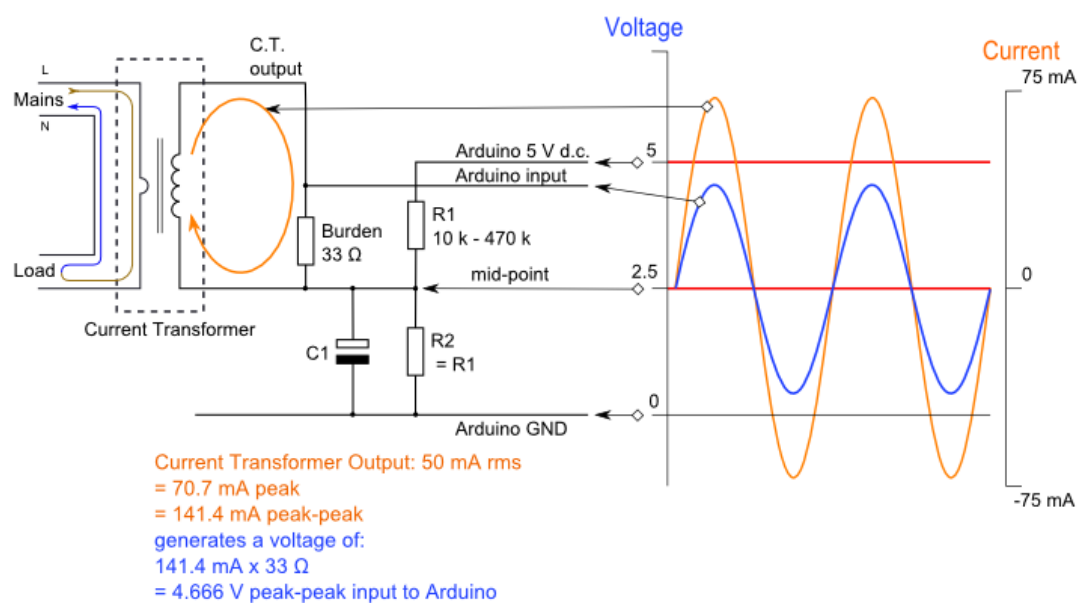 Voltage
Current
75 mA
C.T.
output
L
Mains
N
Load
Current Transformer
Burden
33 Ω
Arduino 5 V d.c.
Arduino input
R1
10 k - 470 k
mid-point
C1
R2
= R1
Arduino GND
5
2.5
0
0
-75 mA
Current Transformer Output: 50 mA rms
= 70.7 mA peak
= 141.4 mA peak-peak
generates a voltage of:
141.4 mA x 33 Ω
= 4.666 V peak-peak input to Arduino